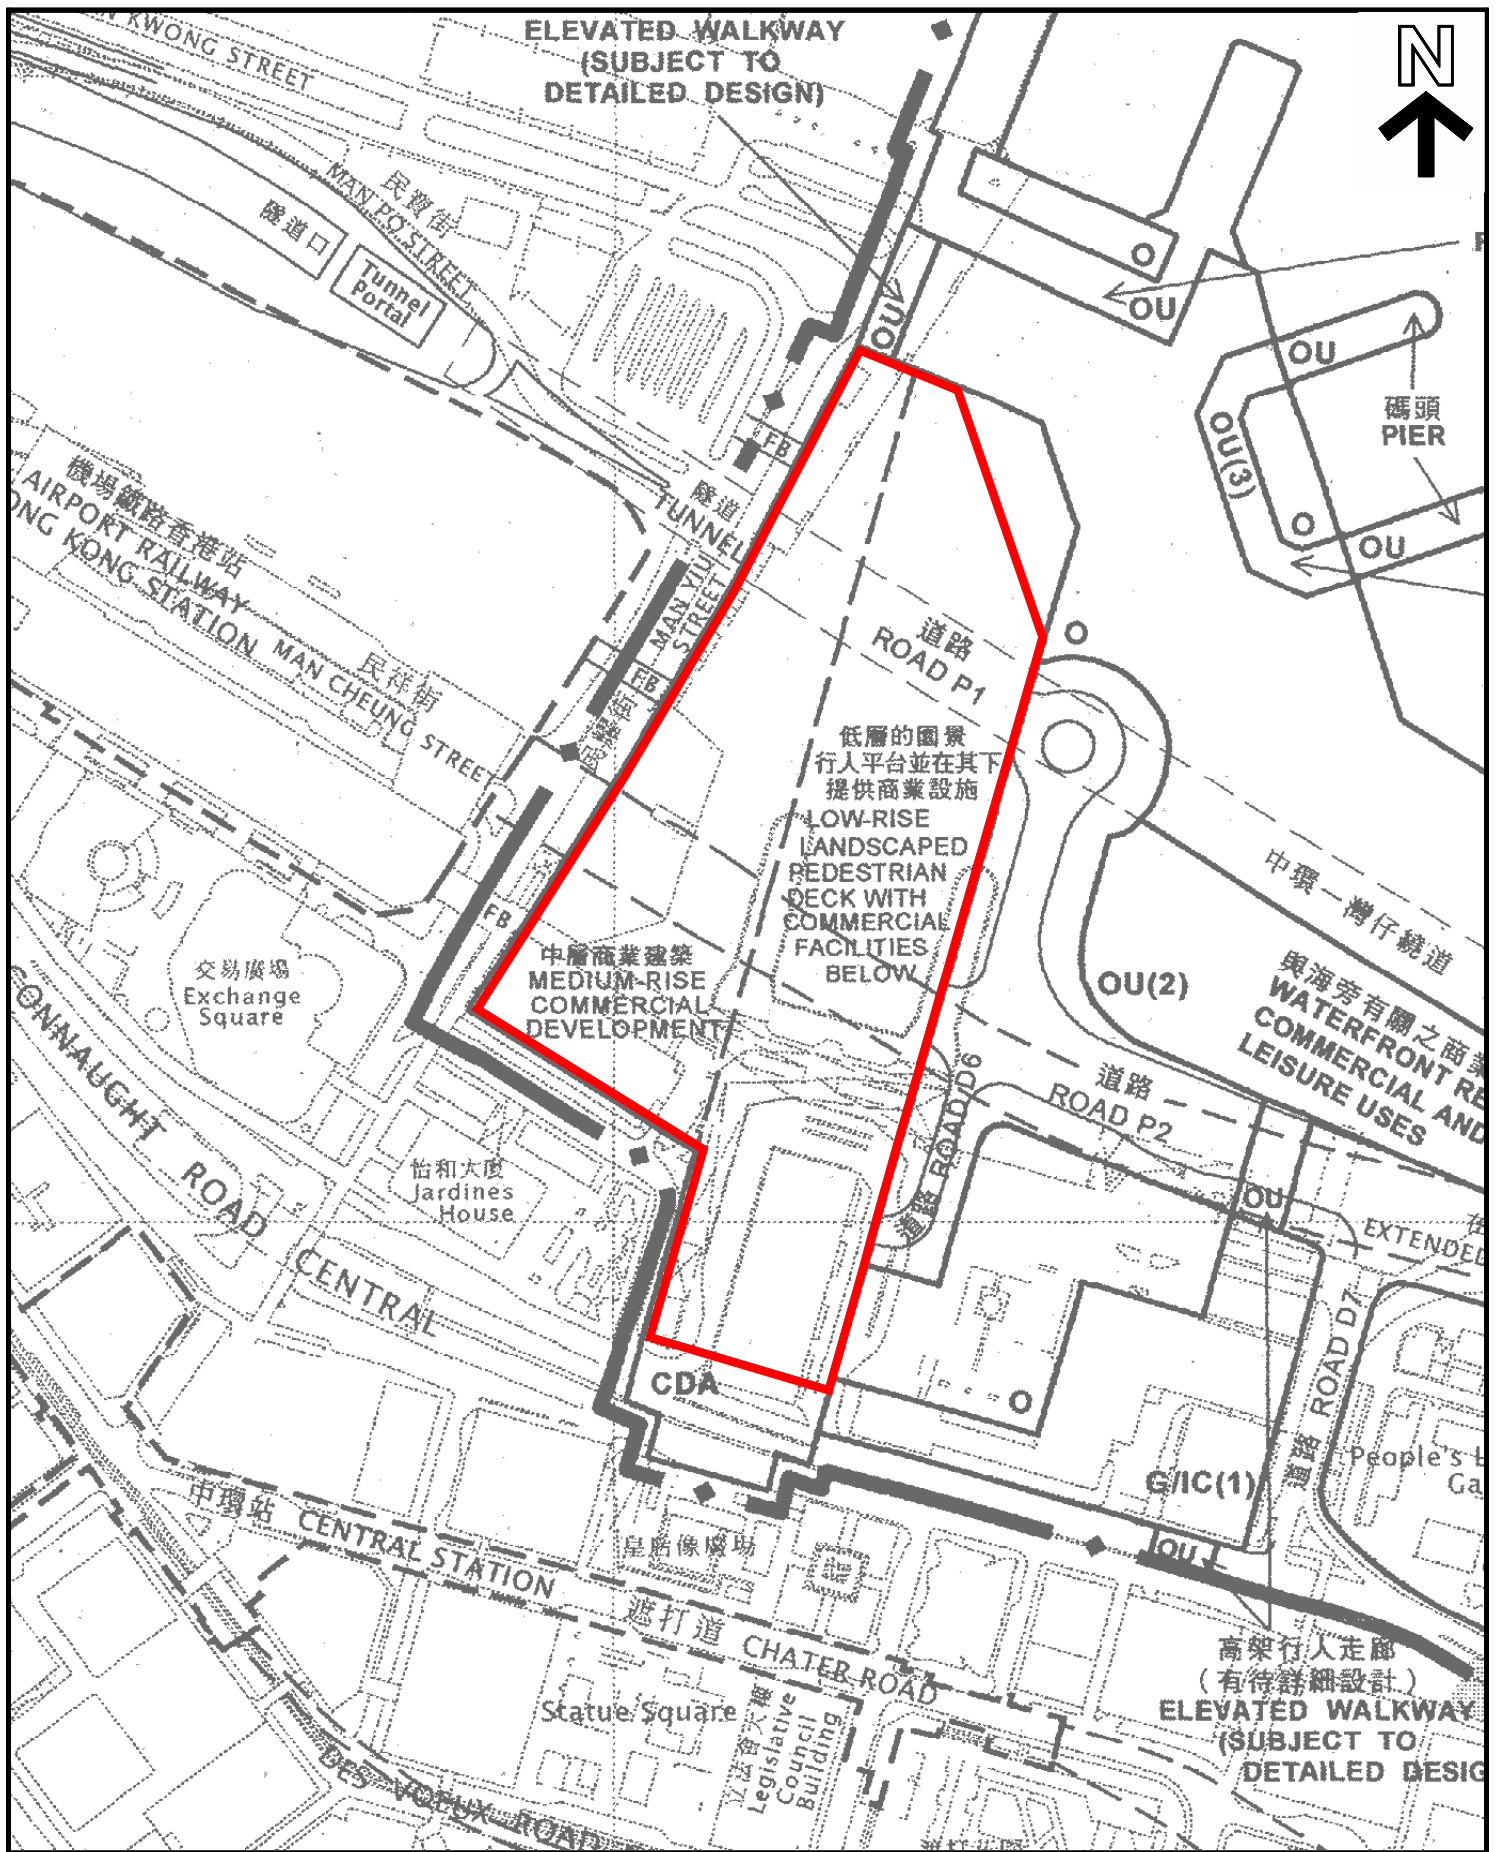 KWONG STREET
ELEVATED WALKWAY
(SUBJECT TO
DETAILED DESIGN)
N
民寶街
MAN PO STREET
隧道口
Tunnel
Portal
O
OU
OU
OU
OU(3)
碼頭
PIER
O
OU
FB
隧道
TUNNEL
機場鐵路香港站
AIRPORT RAILWAY
ONG KONG STATION
民祥街
MAN CHEUNG STREET
MAN YIU
STREET
FB
道路
ROAD P1
O
低層的園景
行人平台並在其下
提供商業設施
LOW-RISE
LANDSCAPED
PEDESTRIAN
DECK WITH
COMMERCIAL
FACILITIES
BELOW
中環一灣仔繞道
FB
中層商業建築
MEDIUM-RISE
COMMERCIAL
DEVELOPMENT
交易廣場
Exchange
Square
OU(2)
與海旁有關之商業
WATERFRONT RE
COMMERCIAL AND
LEISURE USES
道路
ROAD P2
道路 ROAD D6
CONNAUGHT ROAD CENTRAL
怡和大廈
Jardines
House
OU
EXTENDED
道路 ROAD D7
CDA
O
G/IC(1)
People's L
Ga
中環站 CENTRAL STATION
皇后像廣場
OU
遮打道 CHATER ROAD
高架行人走廊
(有待詳細設計)
ELEVATED WALKWAY
(SUBJECT TO
DETAILED DESIG
Statue Square
立法會大樓
Legislative
Council
Building
DES VOEUX ROAD